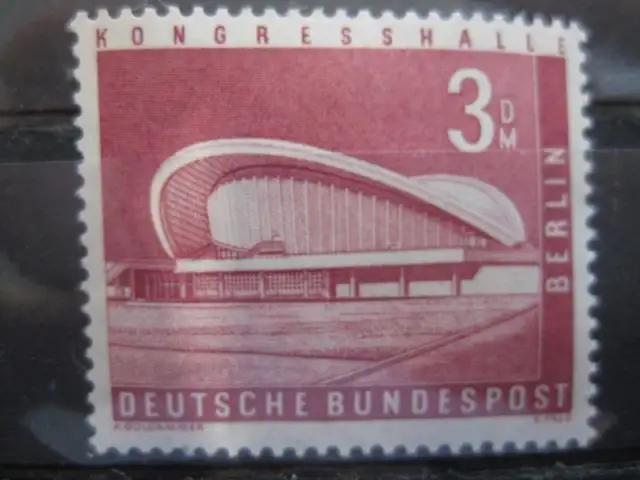 KONGRESSHALLE
3 DM
BERLIN
DEUTSCHE BUNDESPOST